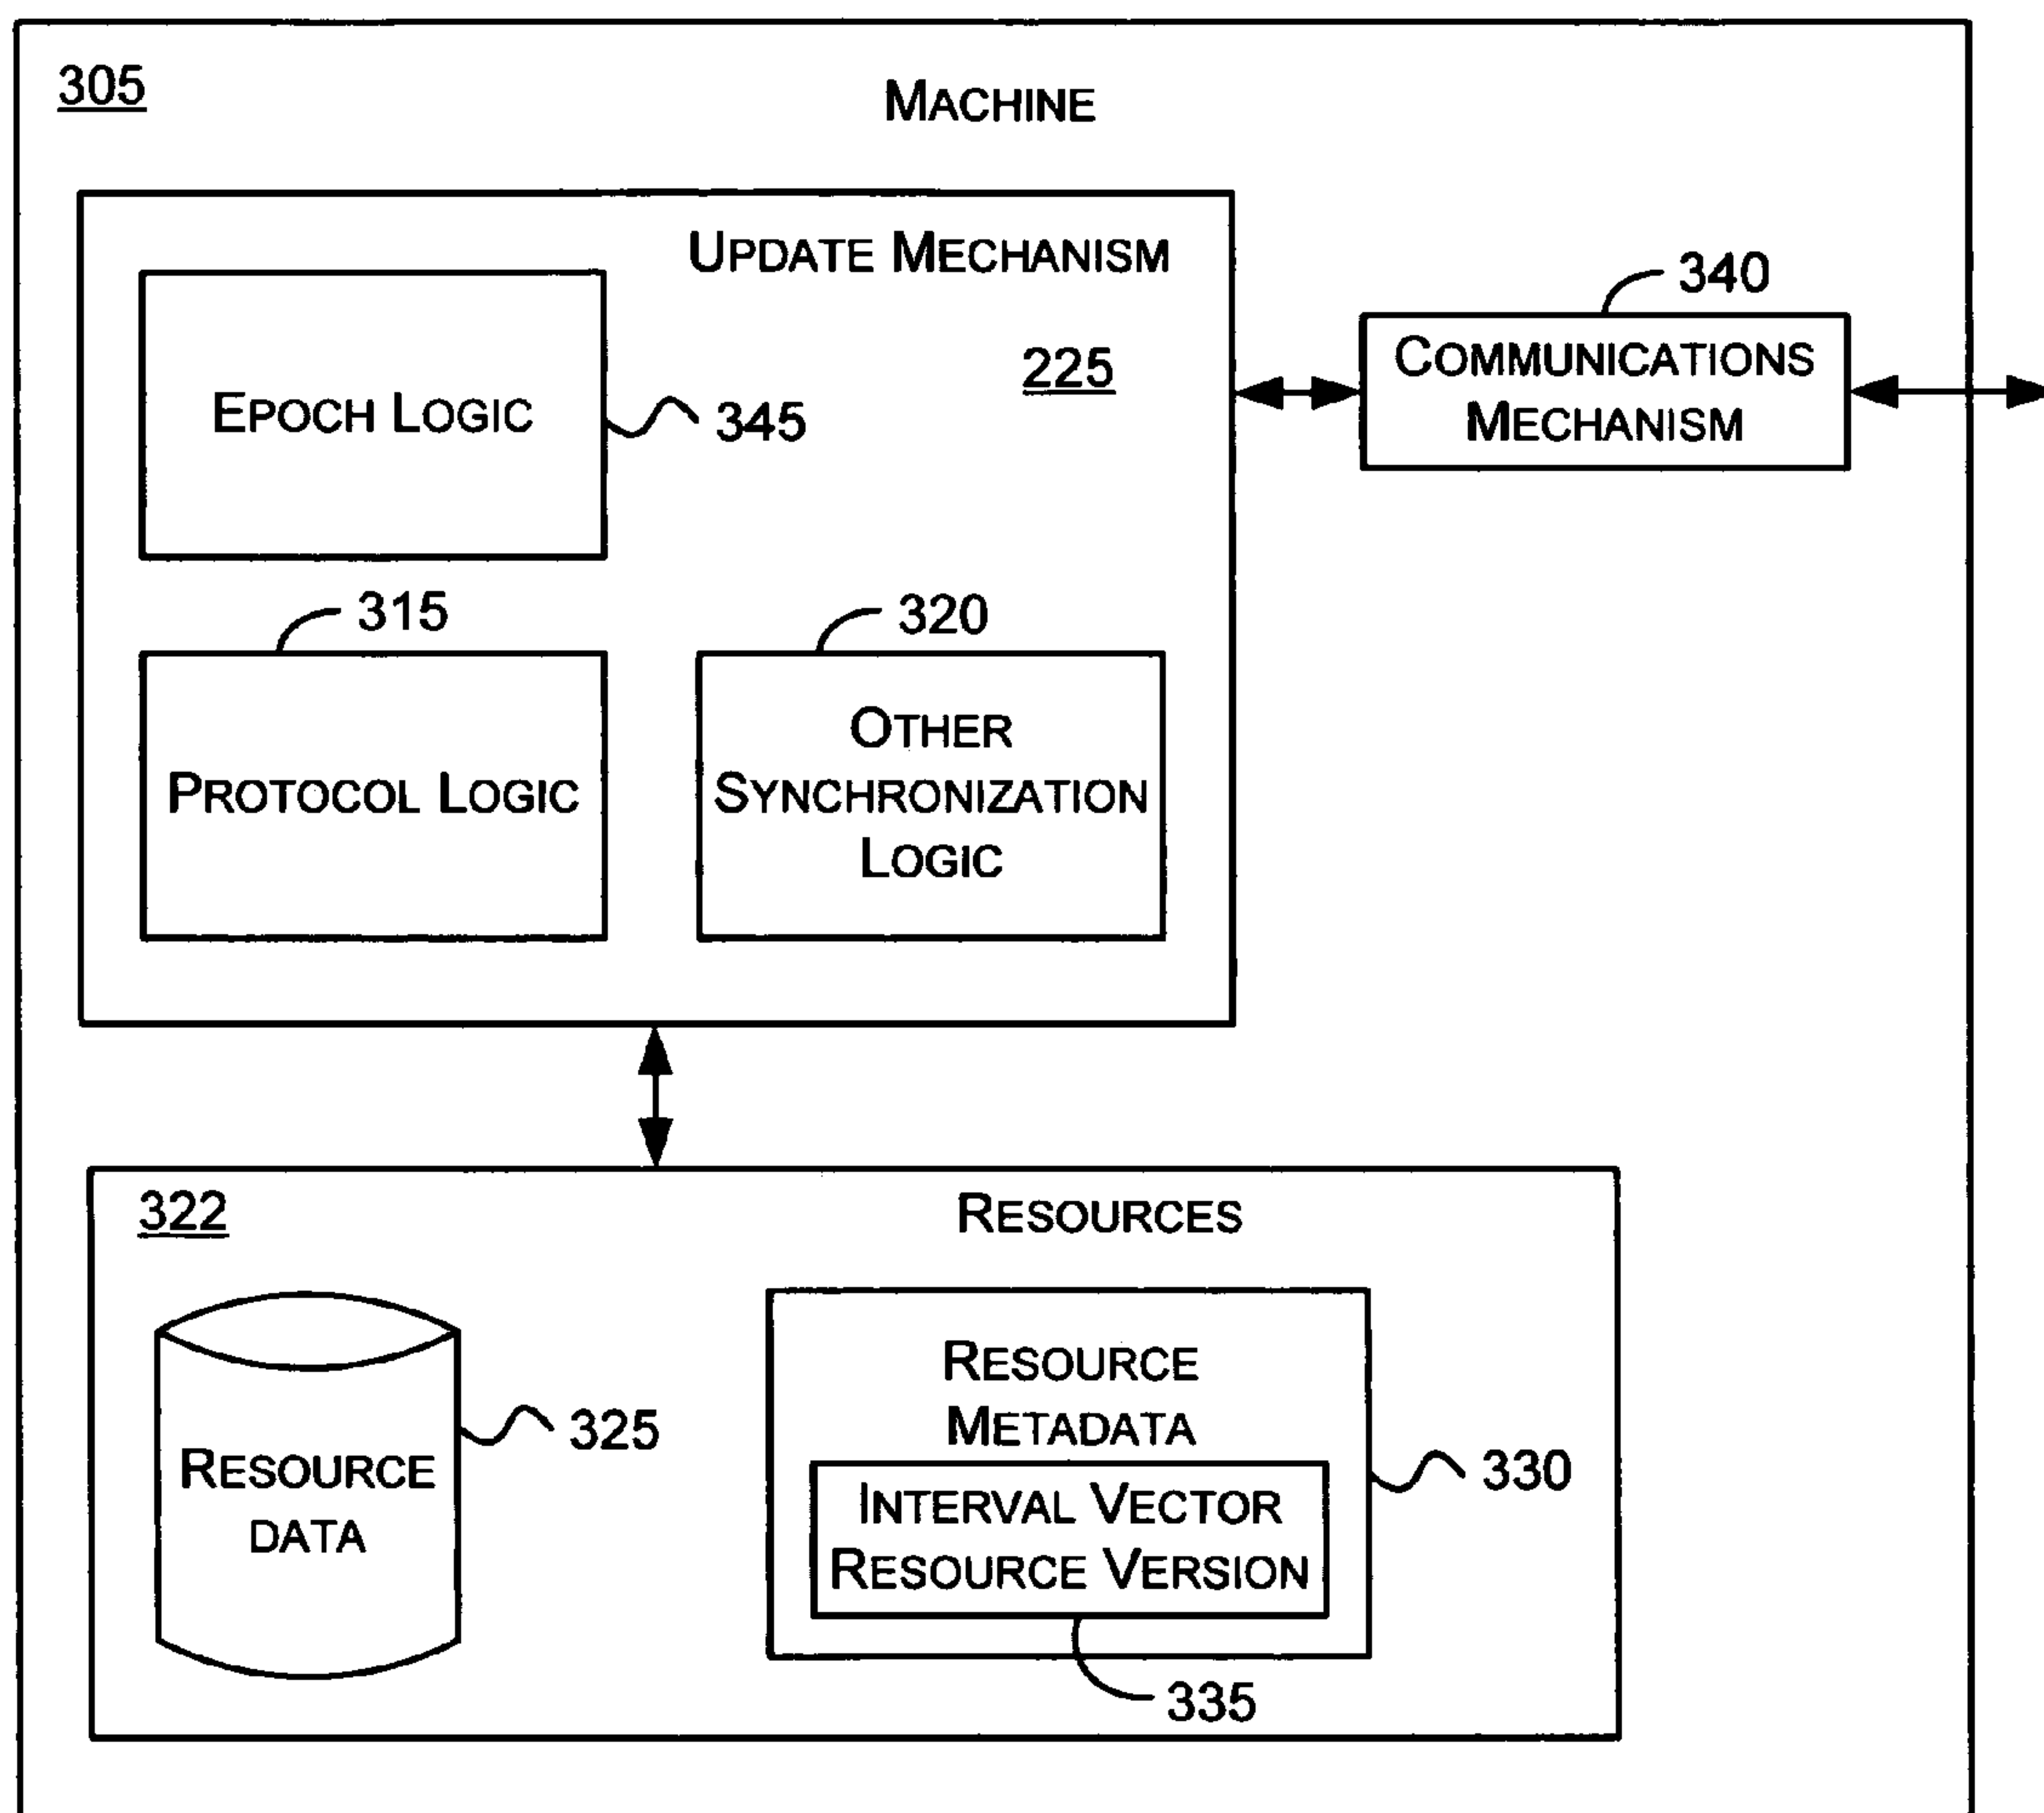 305
MACHINE
UPDATE MECHANISM
225
EPOCH LOGIC
345
340
COMMUNICATIONS
MECHANISM
315
PROTOCOL LOGIC
320
OTHER
SYNCHRONIZATION
LOGIC
322
RESOURCES
RESOURCE
DATA
325
RESOURCE
METADATA
330
INTERVAL VECTOR
RESOURCE VERSION
335